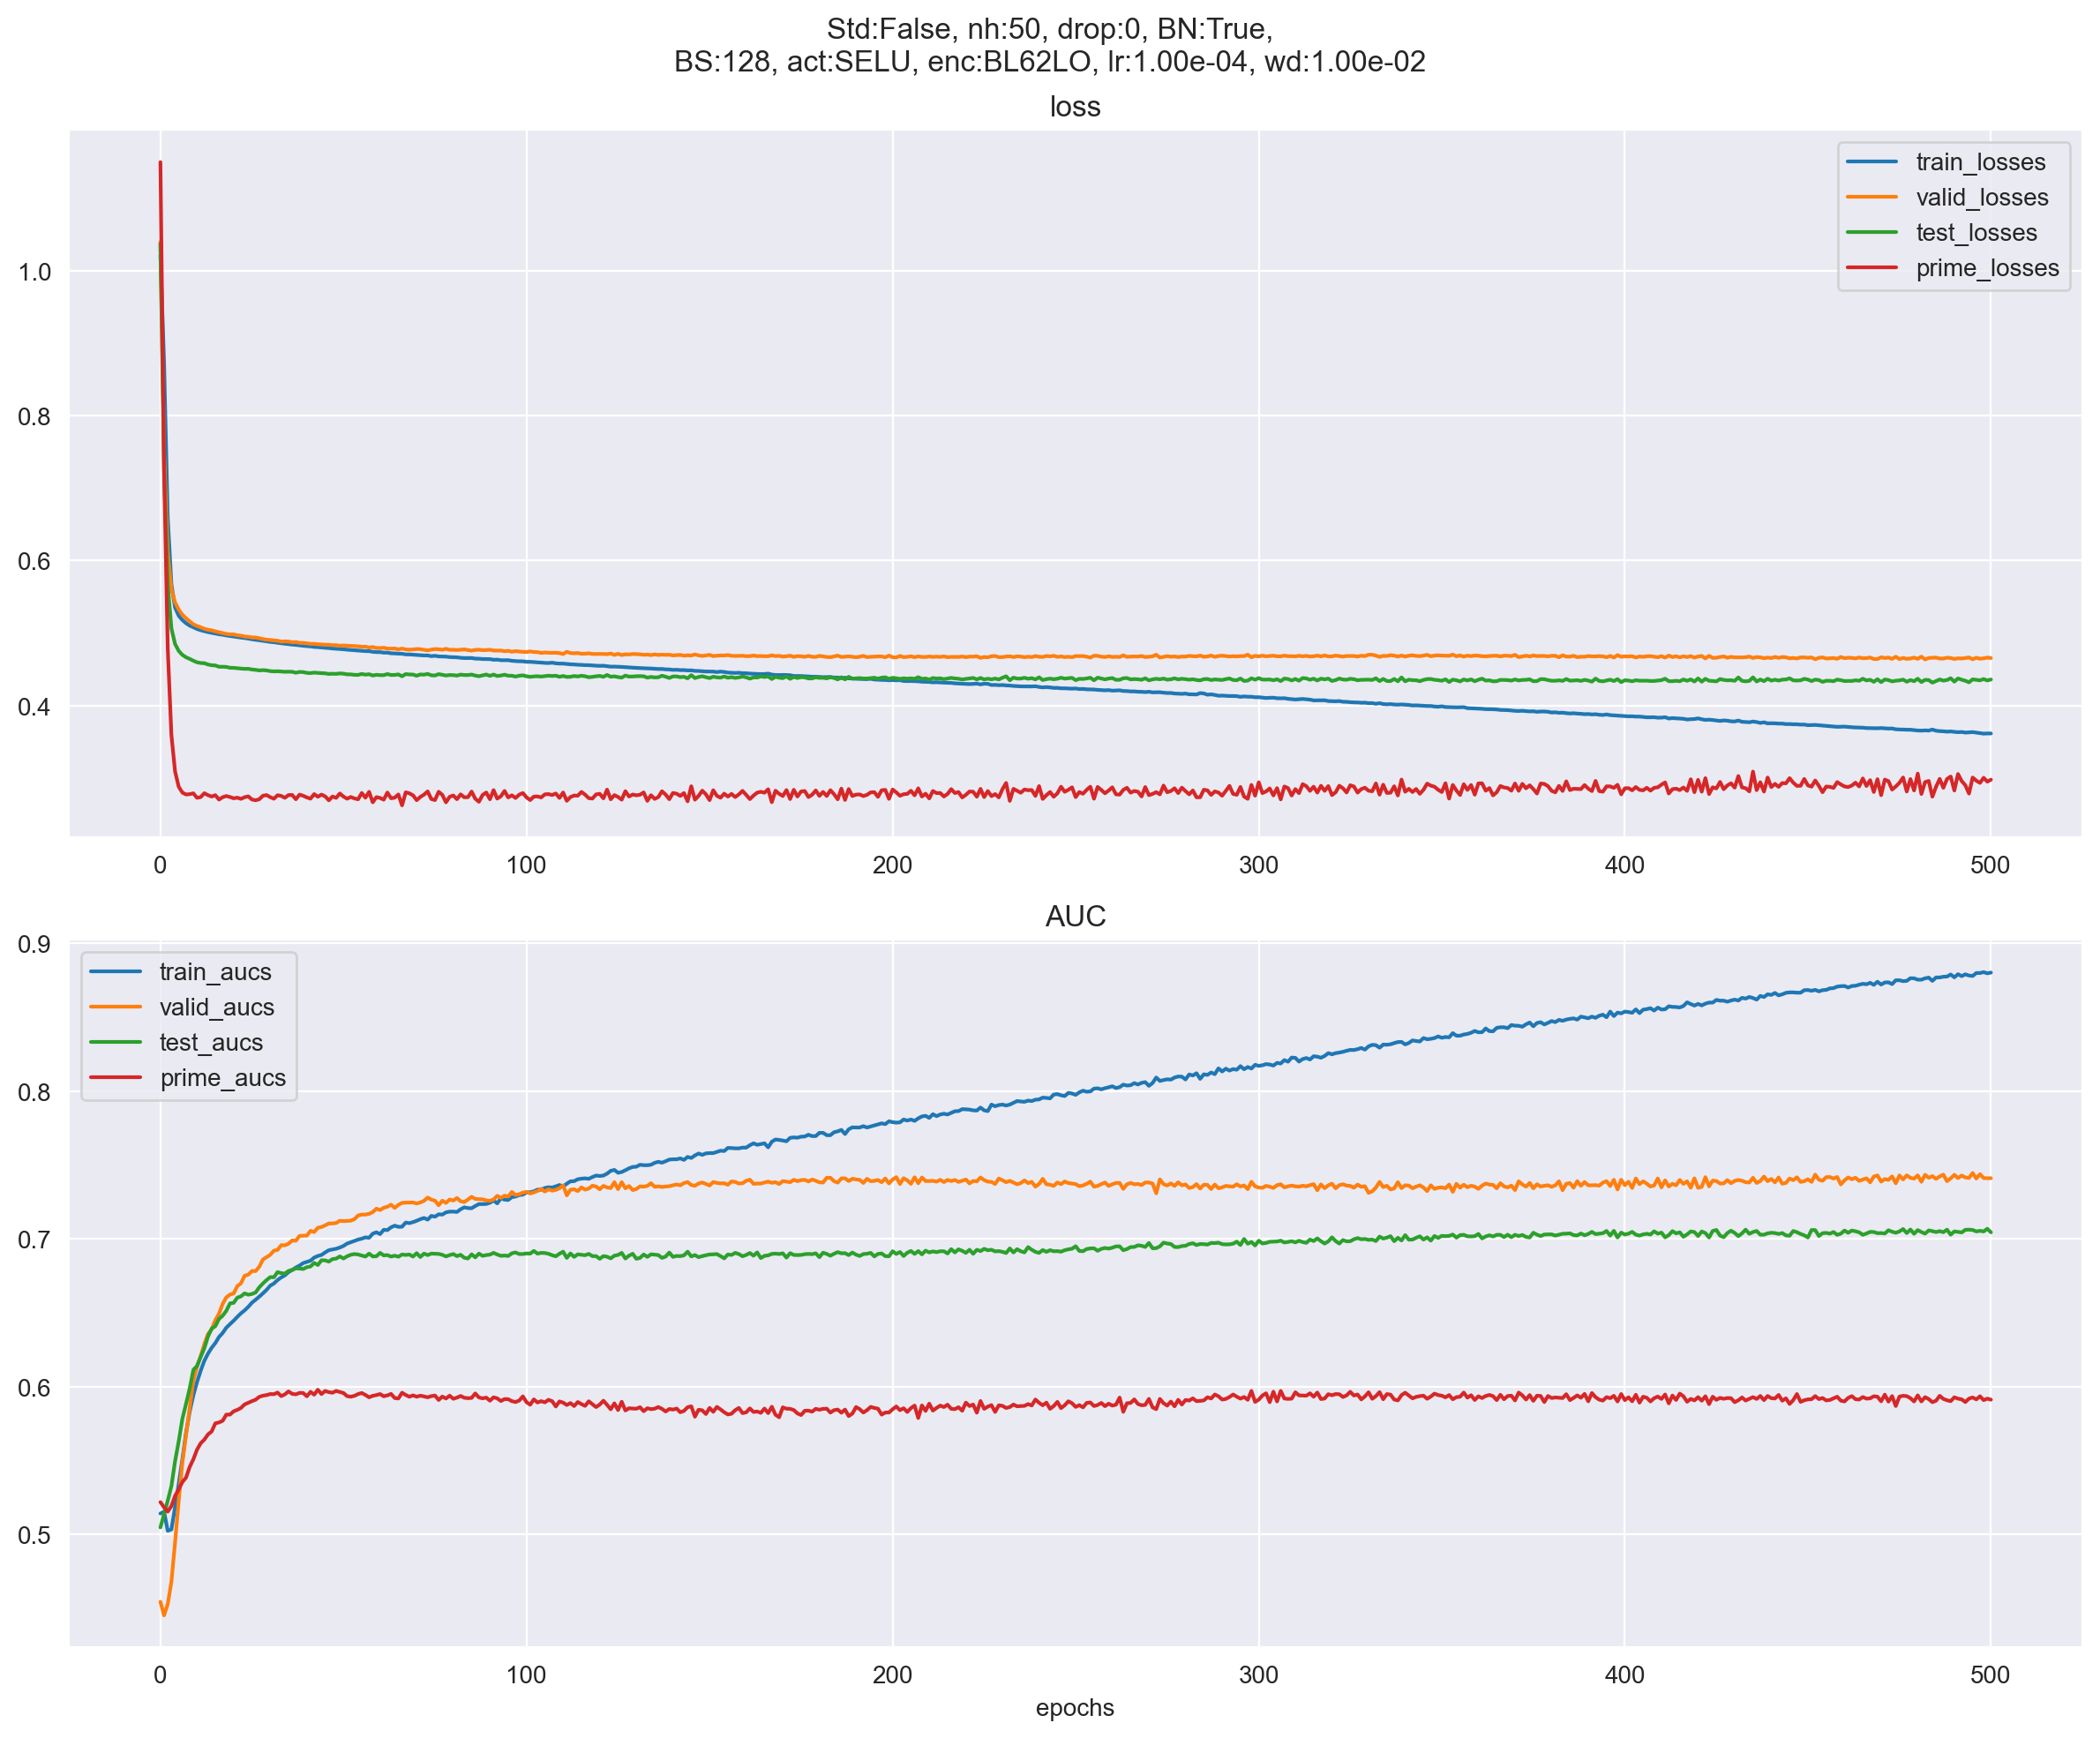 Std:False, nh:50, drop:0, BN:True,
BS:128, act:SELU, enc:BL62LO, lr:1.00e-04, wd:1.00e-02
loss
train_losses
valid_losses
test_losses
prime_losses
1.0
0.8
0.6
0.4
0 100 200 300 400 500
AUC
train_aucs
valid_aucs
test_aucs
prime_aucs
0.9
0.8
0.7
0.6
0.5
0 100 200 300 400 500
epochs